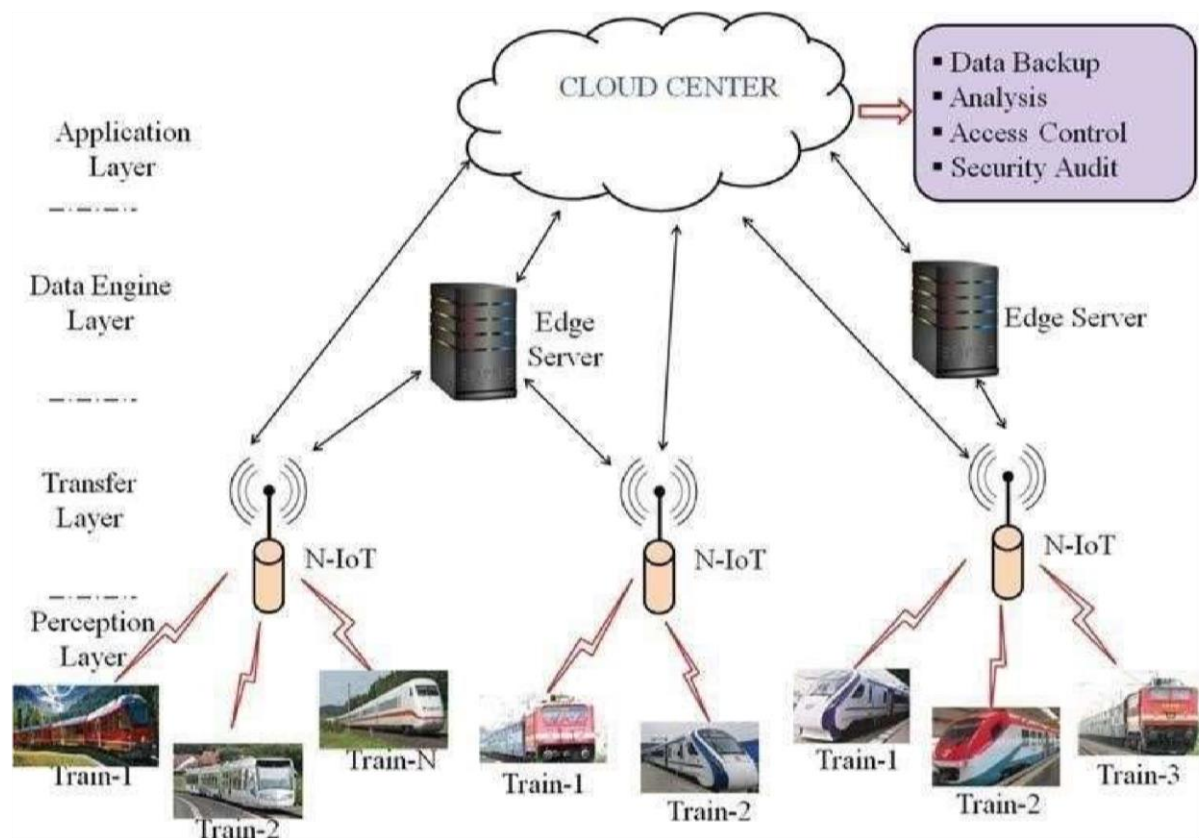 CLOUD CENTER
▪ Data Backup
▪ Analysis
▪ Access Control
▪ Security Audit
Application
Layer
Data Engine
Layer
Edge
Server
Edge Server
Transfer
Layer
N-IoT
N-IoT
N-IoT
Perception
Layer
Train-1
Train-2
Train-N
Train-1
Train-2
Train-1
Train-2
Train-3